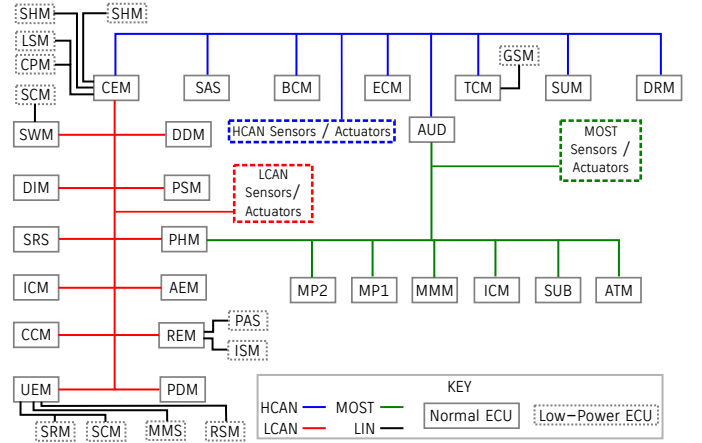 SHM
SHM
LSM
CPM
SCM
CEM
SAS
BCM
ECM
TCM
GSM
SUM
DRM
SWM
DDM
HCAN Sensors / Actuators
AUD
MOST
Sensors /
Actuators
DIM
PSM
LCAN
Sensors/
Actuators
SRS
PHM
ICM
AEM
MP2
MP1
MMM
ICM
SUB
ATM
CCM
REM
PAS
ISM
UEM
PDM
SRM
SCM
MMS
RSM
KEY
HCAN
MOST
LCAN
LIN
Normal ECU
Low-Power ECU